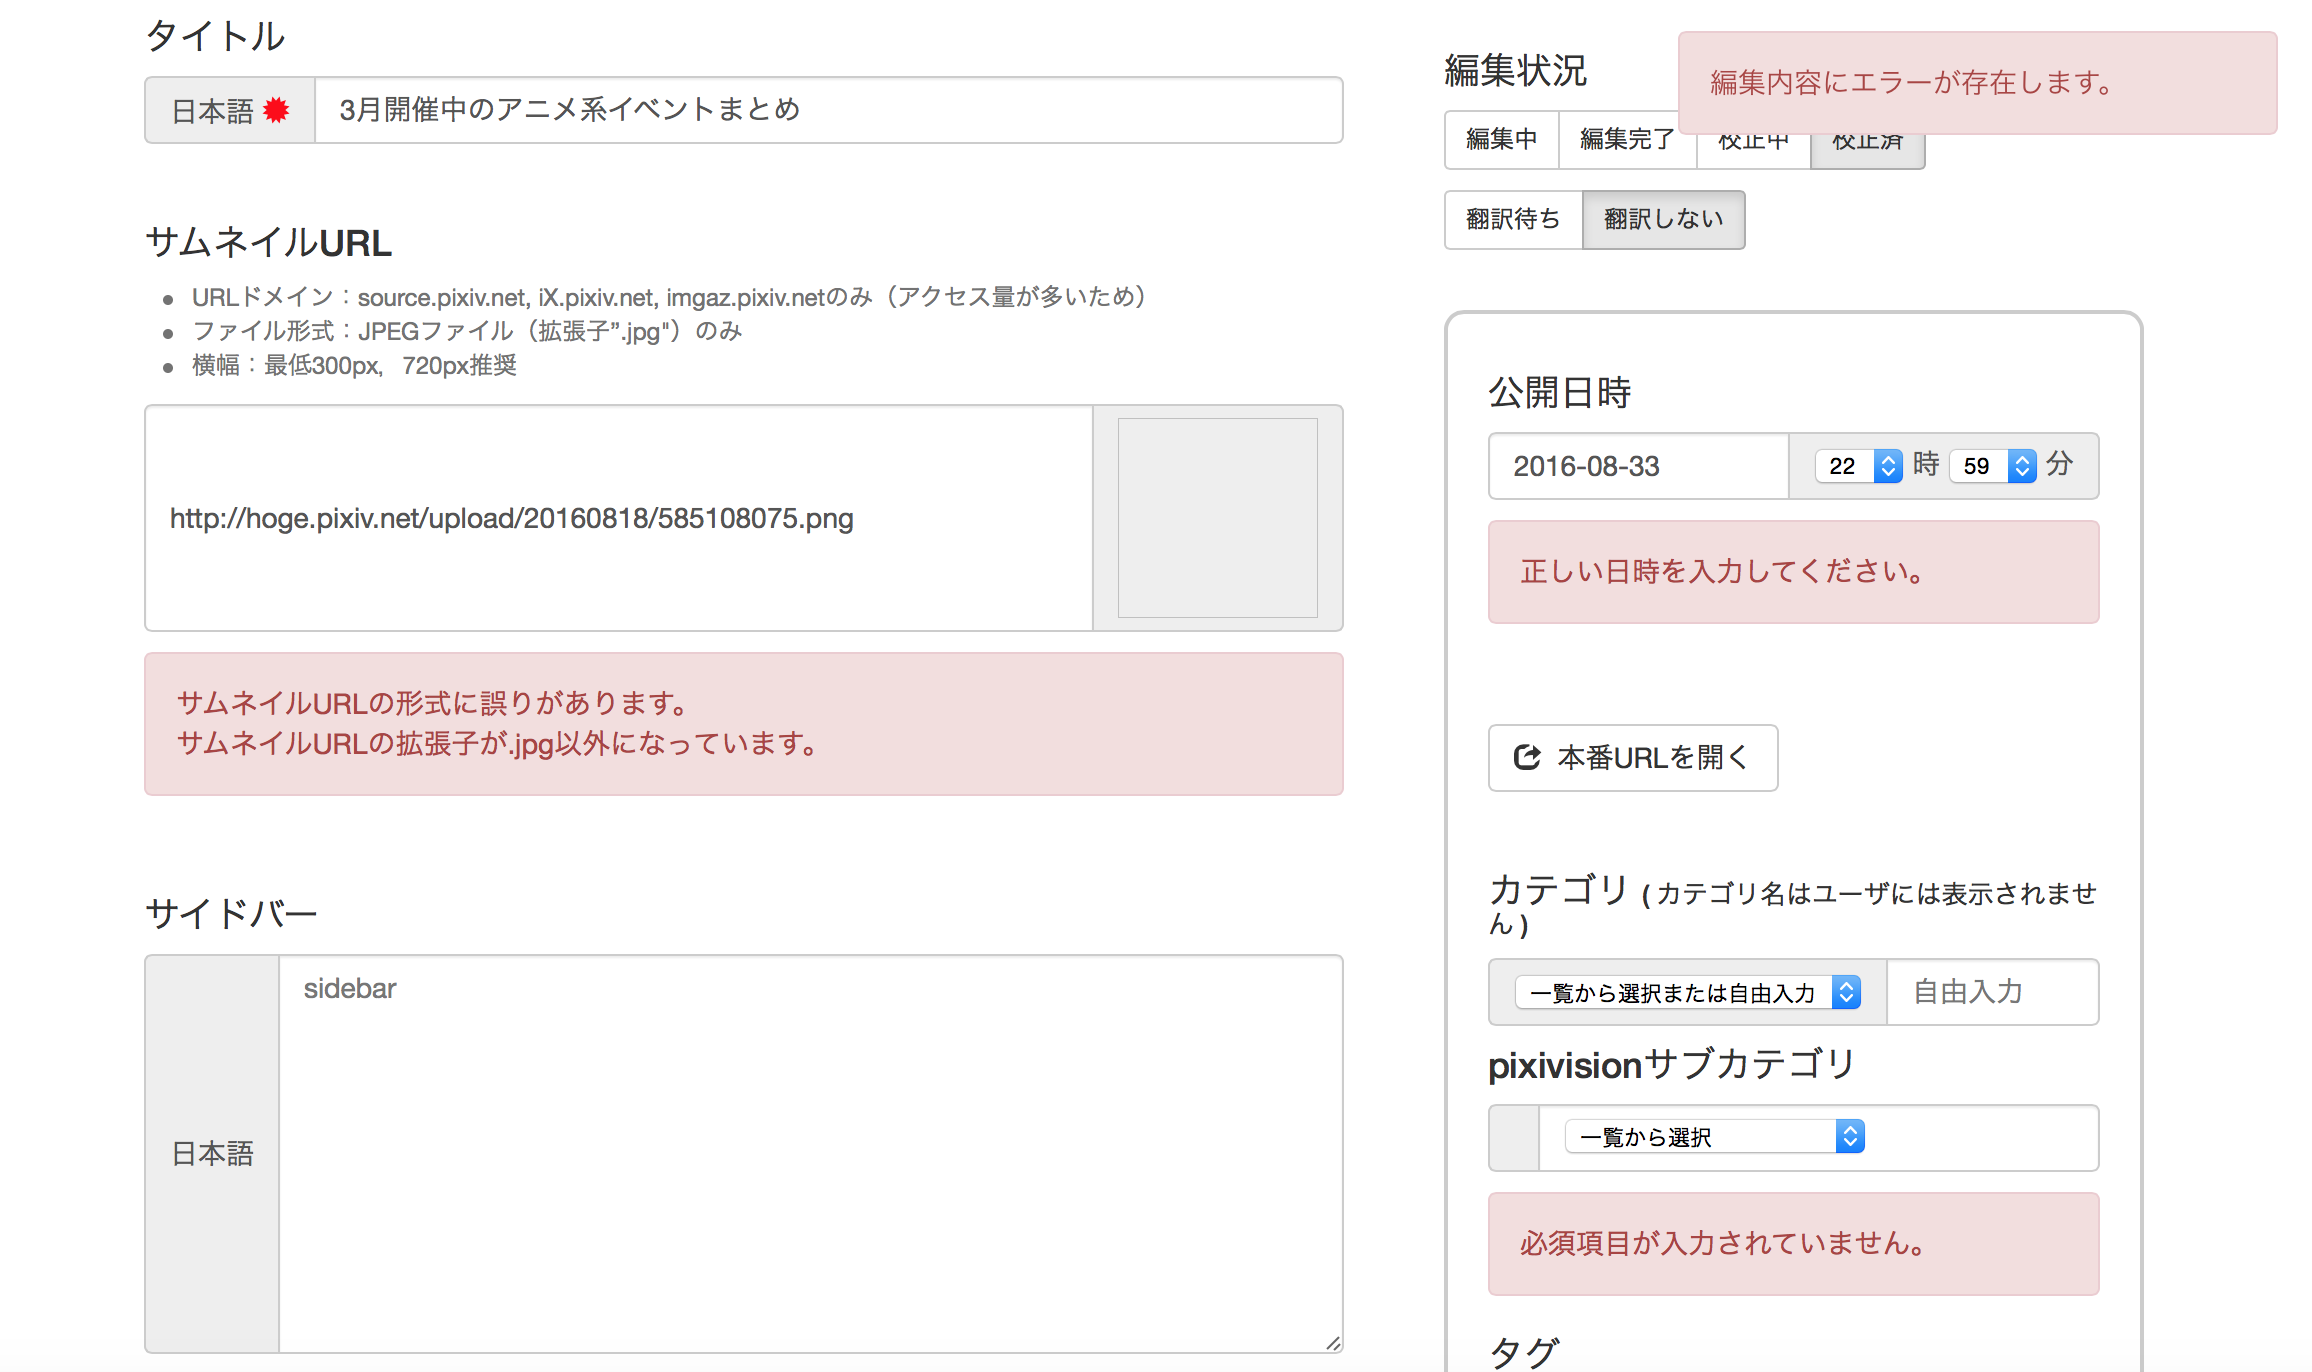 タイトル
日本語
3月開催中のアニメ系イベントまとめ
サムネイルURL
URLドメイン：source.pixiv.net, iX.pixiv.net, imgaz.pixiv.netのみ（アクセス量が多いため）
ファイル形式：JPEGファイル（拡張子”.jpg"）のみ
横幅：最低300px, 720px推奨
http://hoge.pixiv.net/upload/20160818/585108075.png
サムネイルURLの形式に誤りがあります。
サムネイルURLの拡張子が.jpg以外になっています。
サイドバー
日本語
sidebar
編集状況
編集内容にエラーが存在します。
編集中 編集完了 校正中 校正済
翻訳待ち 翻訳しない
公開日時
2016-08-33 22 時 59 分
正しい日時を入力してください。
本番URLを開く
カテゴリ ( カテゴリ名はユーザには表示されませ
ん )
一覧から選択または自由入力 自由入力
pixivisionサブカテゴリ
一覧から選択
必須項目が入力されていません。
タグ